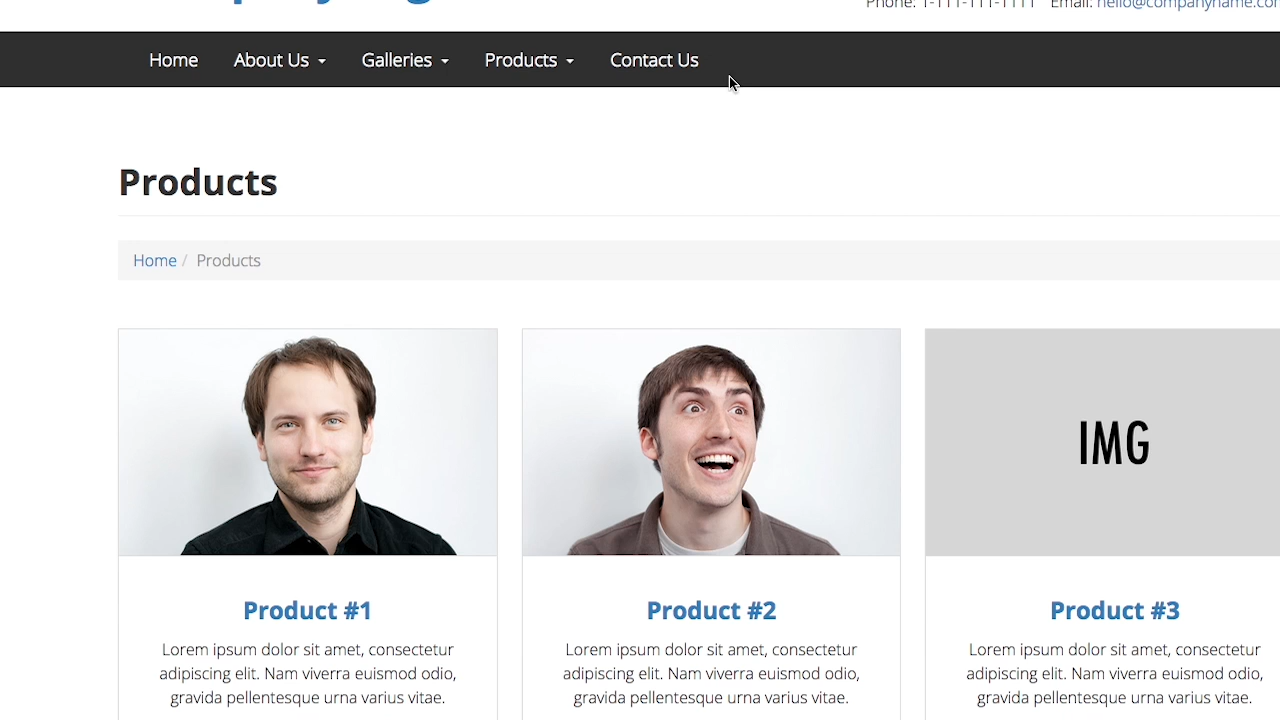 Phone: 1-111-111-1111 Email: hello@companyname.com
Home About Us Galleries Products Contact Us
Products
Home / Products
IMG
Product #1 Product #2 Product #3
Lorem ipsum dolor sit amet, consectetur
adipiscing elit. Nam viverra euismod odio,
gravida pellentesque urna varius vitae.
Lorem ipsum dolor sit amet, consectetur
adipiscing elit. Nam viverra euismod odio,
gravida pellentesque urna varius vitae.
Lorem ipsum dolor sit amet, consectetur
adipiscing elit. Nam viverra euismod odio,
gravida pellentesque urna varius vitae.